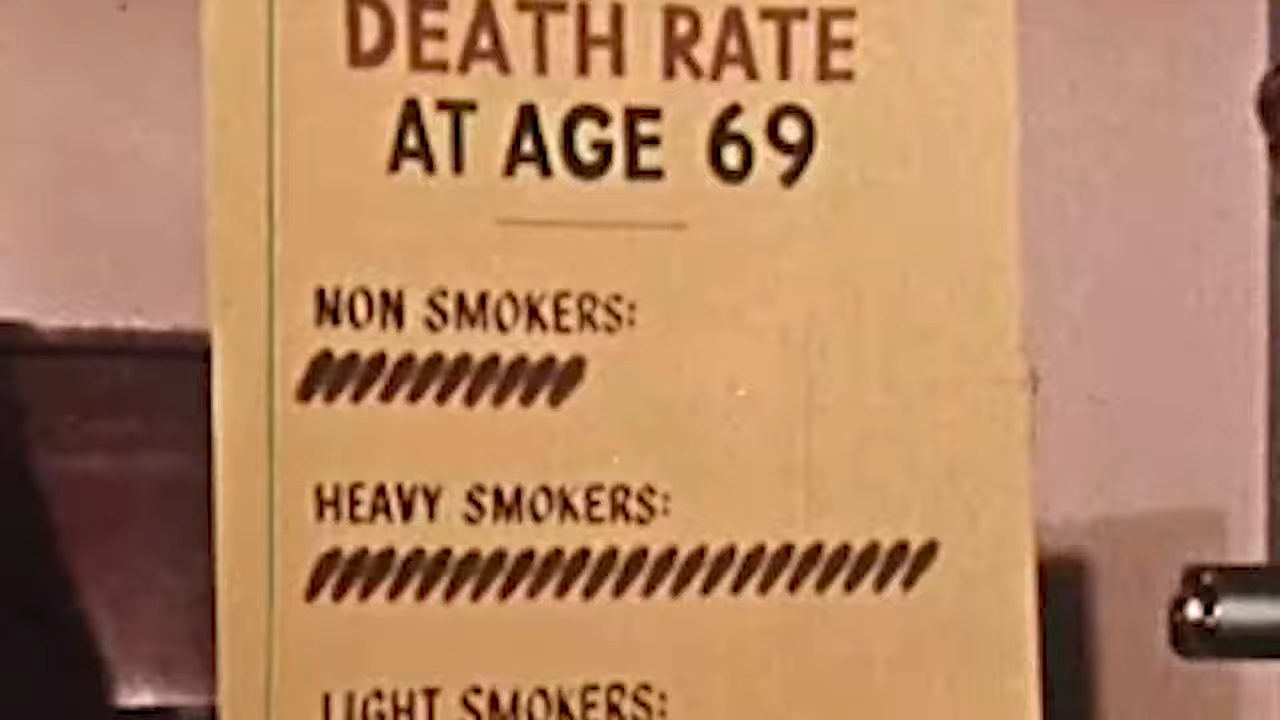 DEATH RATE
AT AGE 69
NON SMOKERS:
HEAVY SMOKERS:
LIGHT SMOKERS: